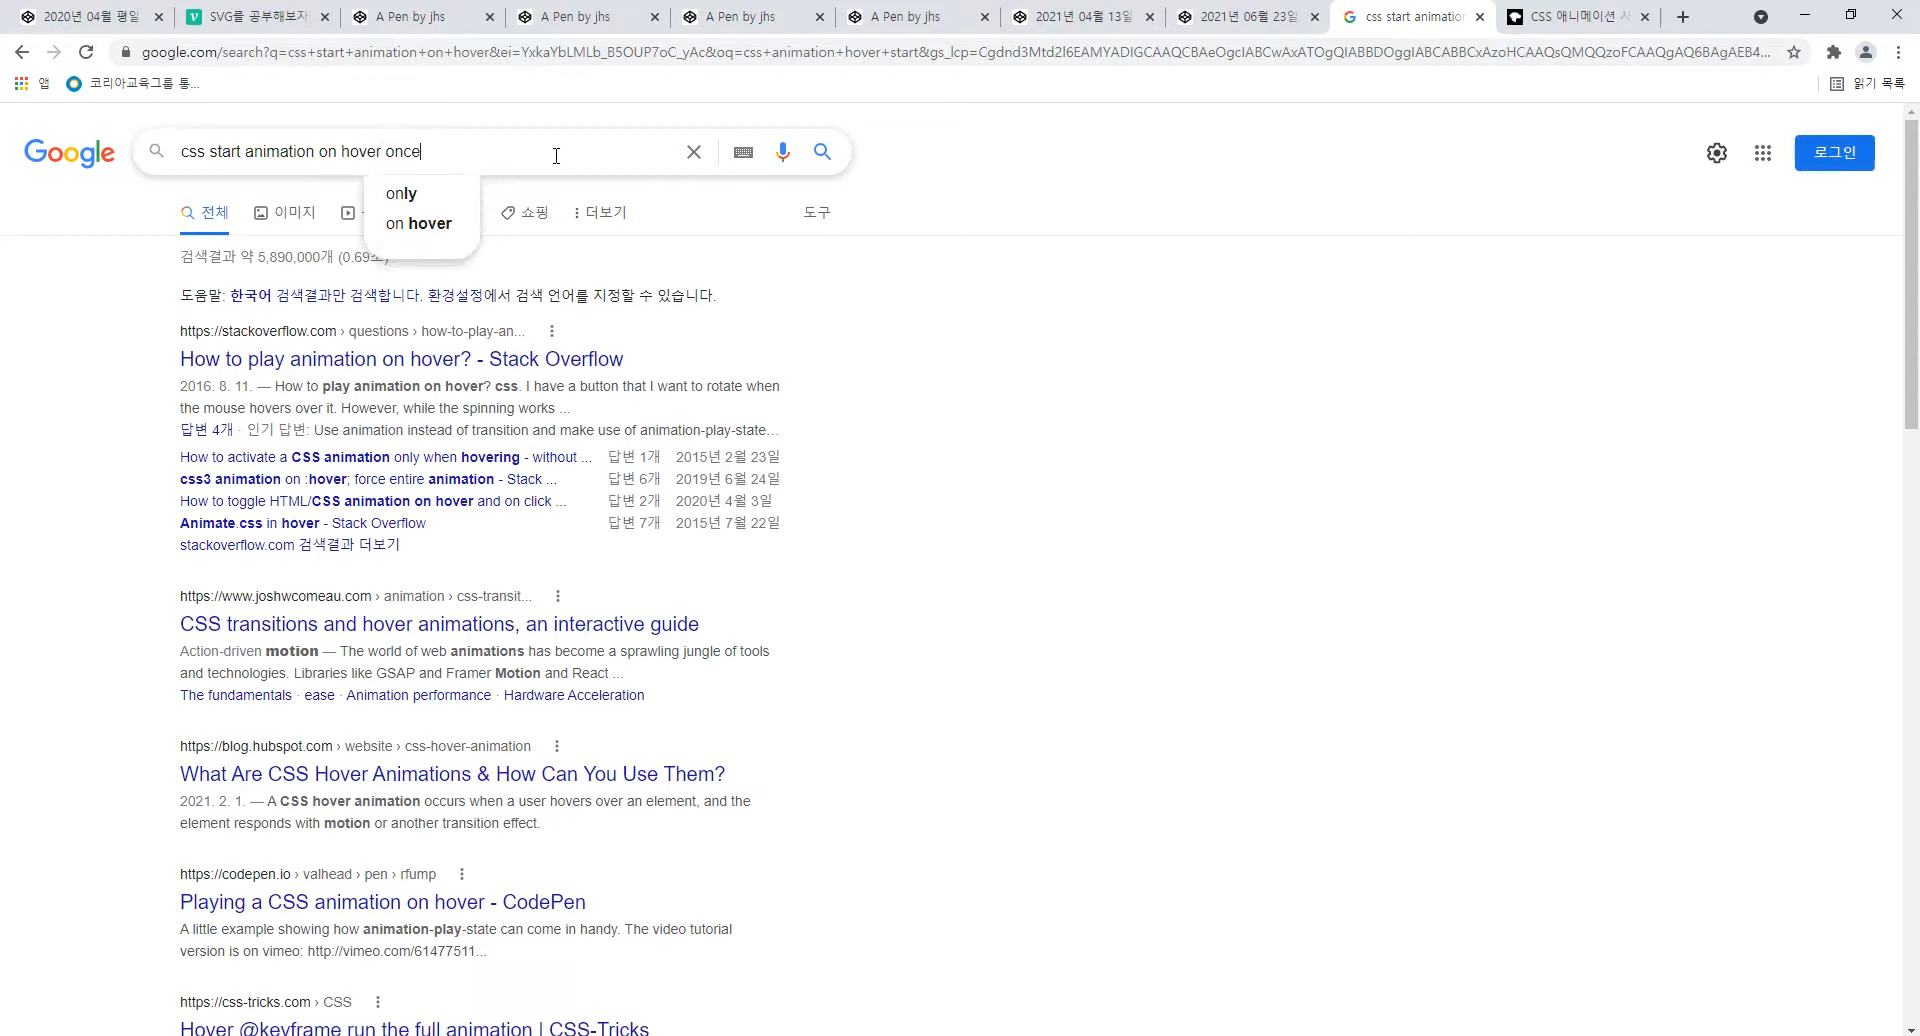 2020년 04월 평일
SVG를 공부해보자
A Pen by jhs
A Pen by jhs
A Pen by jhs
A Pen by jhs
2021년 04월 13일
2021년 06월 23일
css start animation
CSS 애니메이션 사
google.com/search?q=css+start+animation+on+hover&ei=YxkaYbLMLb_B5OUP7oC_yAc&oq=css+animation+hover+start&gs_lcp=Cgdnd3Mtd2l6EAMYADIGCAAQCBAeOgcIABCwAxATOgQIABBDOggIABCABBCxAzoHCAAQsQMQQzoFCAAQgAQ6BAgAEB4...
앱
코리아교육그룹 통...
읽기 목록
Google
css start animation on hover once
로그인
only
on hover
전체
이미지
쇼핑
더보기
도구
검색결과 약 5,890,000개 (0.69초)
도움말: 한국어 검색결과만 검색합니다. 환경설정에서 검색 언어를 지정할 수 있습니다.
https://stackoverflow.com › questions › how-to-play-an...
How to play animation on hover? - Stack Overflow
2016. 8. 11. — How to play animation on hover? css. I have a button that I want to rotate when
the mouse hovers over it. However, while the spinning works ...
답변 4개 · 인기 답변: Use animation instead of transition and make use of animation-play-state...
How to activate a CSS animation only when hovering - without ... 답변 1개 2015년 2월 23일
css3 animation on :hover; force entire animation - Stack ... 답변 6개 2019년 6월 24일
How to toggle HTML/CSS animation on hover and on click ... 답변 2개 2020년 4월 3일
Animate.css in hover - Stack Overflow 답변 7개 2015년 7월 22일
stackoverflow.com 검색결과 더보기
https://www.joshwcomeau.com › animation › css-transit...
CSS transitions and hover animations, an interactive guide
Action-driven motion — The world of web animations has become a sprawling jungle of tools
and technologies. Libraries like GSAP and Framer Motion and React ...
The fundamentals · ease · Animation performance · Hardware Acceleration
https://blog.hubspot.com › website › css-hover-animation
What Are CSS Hover Animations & How Can You Use Them?
2021. 2. 1. — A CSS hover animation occurs when a user hovers over an element, and the
element responds with motion or another transition effect.
https://codepen.io › valhead › pen › rfump
Playing a CSS animation on hover - CodePen
A little example showing how animation-play-state can come in handy. The video tutorial
version is on vimeo: http://vimeo.com/61477511...
https://css-tricks.com › CSS
Hover @keyframe run the full animation | CSS-Tricks